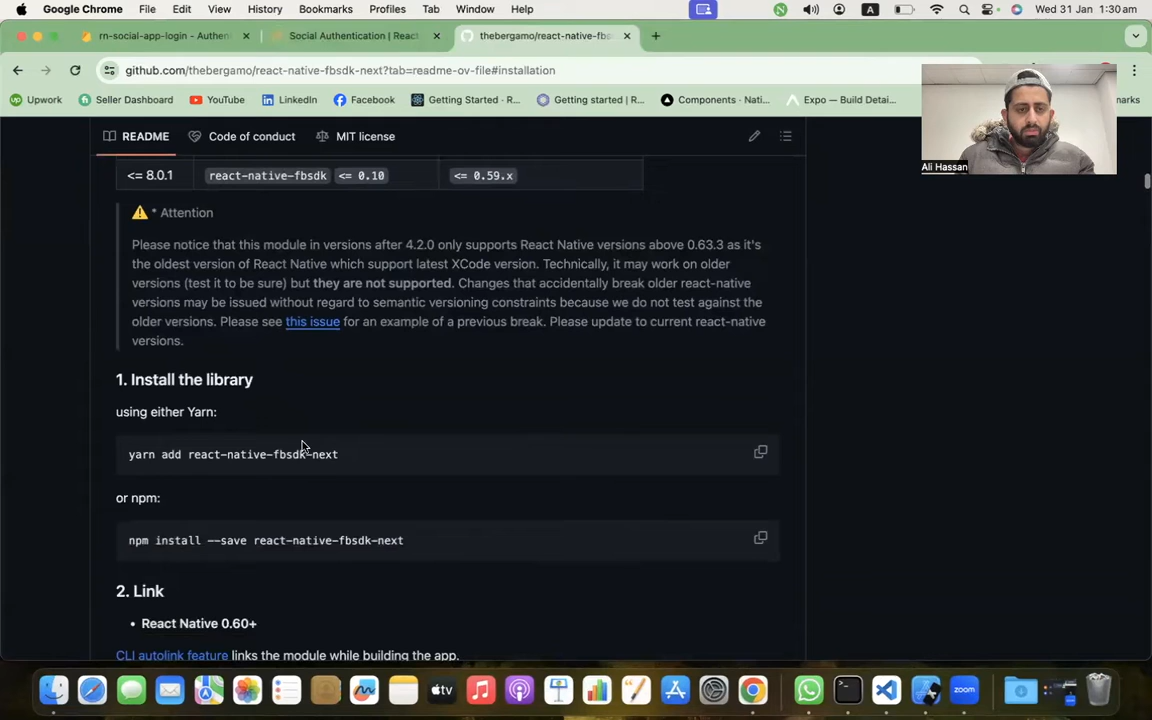 Google Chrome File Edit View History Bookmarks Profiles Tab Window Help A Wed 31 Jan 1:30 am
rn-social-app-login - Authenti Social Authentication | React thebergamo/react-native-fbs
github.com/thebergamo/react-native-fbsdk-next?tab=readme-ov-file#installation
Upwork Seller Dashboard YouTube LinkedIn Facebook Getting Started · R... Getting started | R... Components · Nati... Expo — Build Detai... marks
README Code of conduct MIT license
Ali Hassan
<= 8.0.1 react-native-fbsdk <= 0.10 <= 0.59.x
* Attention
Please notice that this module in versions after 4.2.0 only supports React Native versions above 0.63.3 as it's
the oldest version of React Native which support latest XCode version. Technically, it may work on older
versions (test it to be sure) but they are not supported. Changes that accidentally break older react-native
versions may be issued without regard to semantic versioning constraints because we do not test against the
older versions. Please see this issue for an example of a previous break. Please update to current react-native
versions.
1. Install the library
using either Yarn:
yarn add react-native-fbsdk-next
or npm:
npm install --save react-native-fbsdk-next
2. Link
• React Native 0.60+
CLI autolink feature links the module while building the app.
tv
zoom